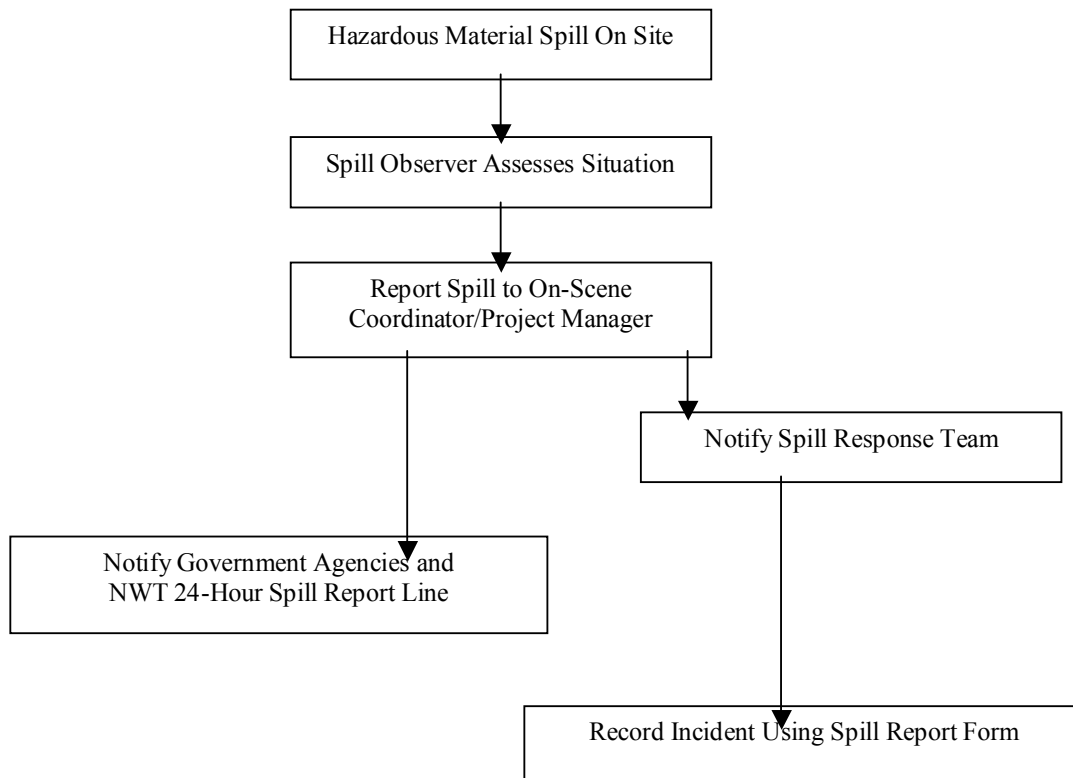 Hazardous Material Spill On Site
Spill Observer Assesses Situation
Report Spill to On-Scene
Coordinator/Project Manager
Notify Spill Response Team
Notify Government Agencies and
NWT 24-Hour Spill Report Line
Record Incident Using Spill Report Form